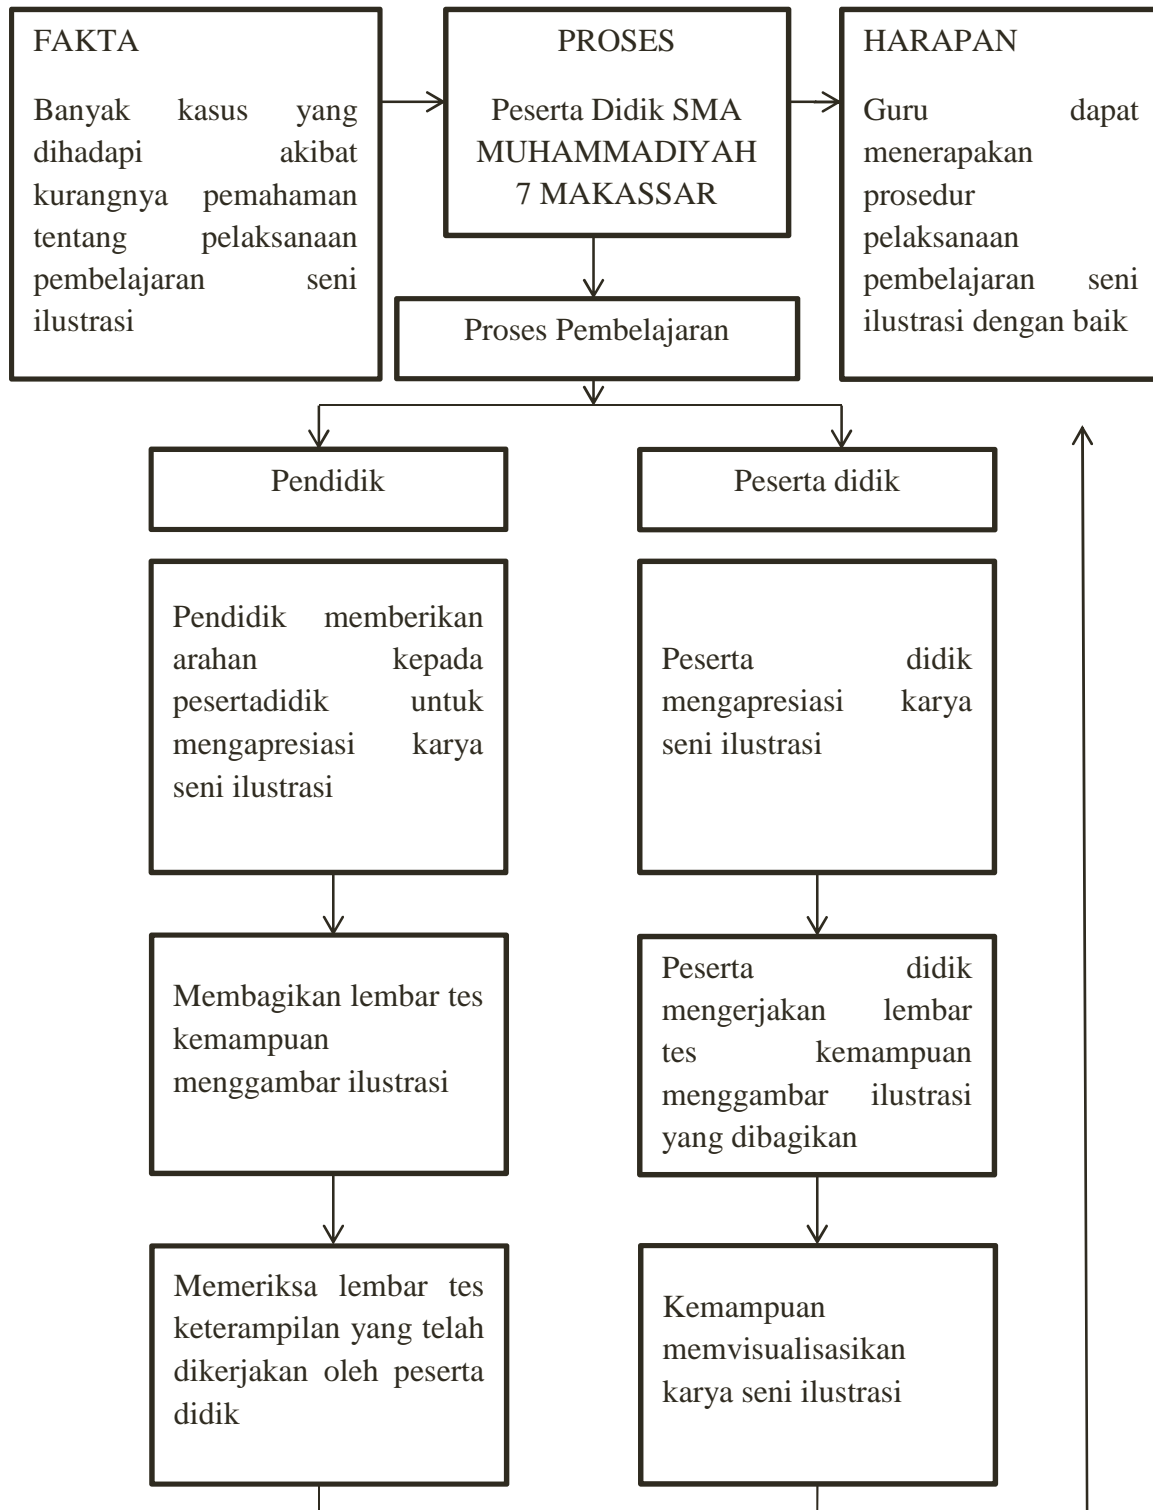 FAKTA
Banyak kasus yang
dihadapi akibat
kurangnya pemahaman
tentang pelaksanaan
pembelajaran seni
ilustrasi
PROSES
Peserta Didik SMA
MUHAMMADIYAH
7 MAKASSAR
HARAPAN
Guru dapat
menerapakan
prosedur
pelaksanaan
pembelajaran seni
ilustrasi dengan baik
Proses Pembelajaran
Pendidik
Peserta didik
Pendidik memberikan
arahan kepada
pesertadidik untuk
mengapresiasi karya
seni ilustrasi
Peserta didik
mengapresiasi karya
seni ilustrasi
Membagikan lembar tes
kemampuan
menggambar ilustrasi
Peserta didik
mengerjakan lembar
tes kemampuan
menggambar ilustrasi
yang dibagikan
Memeriksa lembar tes
keterampilan yang telah
dikerjakan oleh peserta
didik
Kemampuan
memvisualisasikan
karya seni ilustrasi